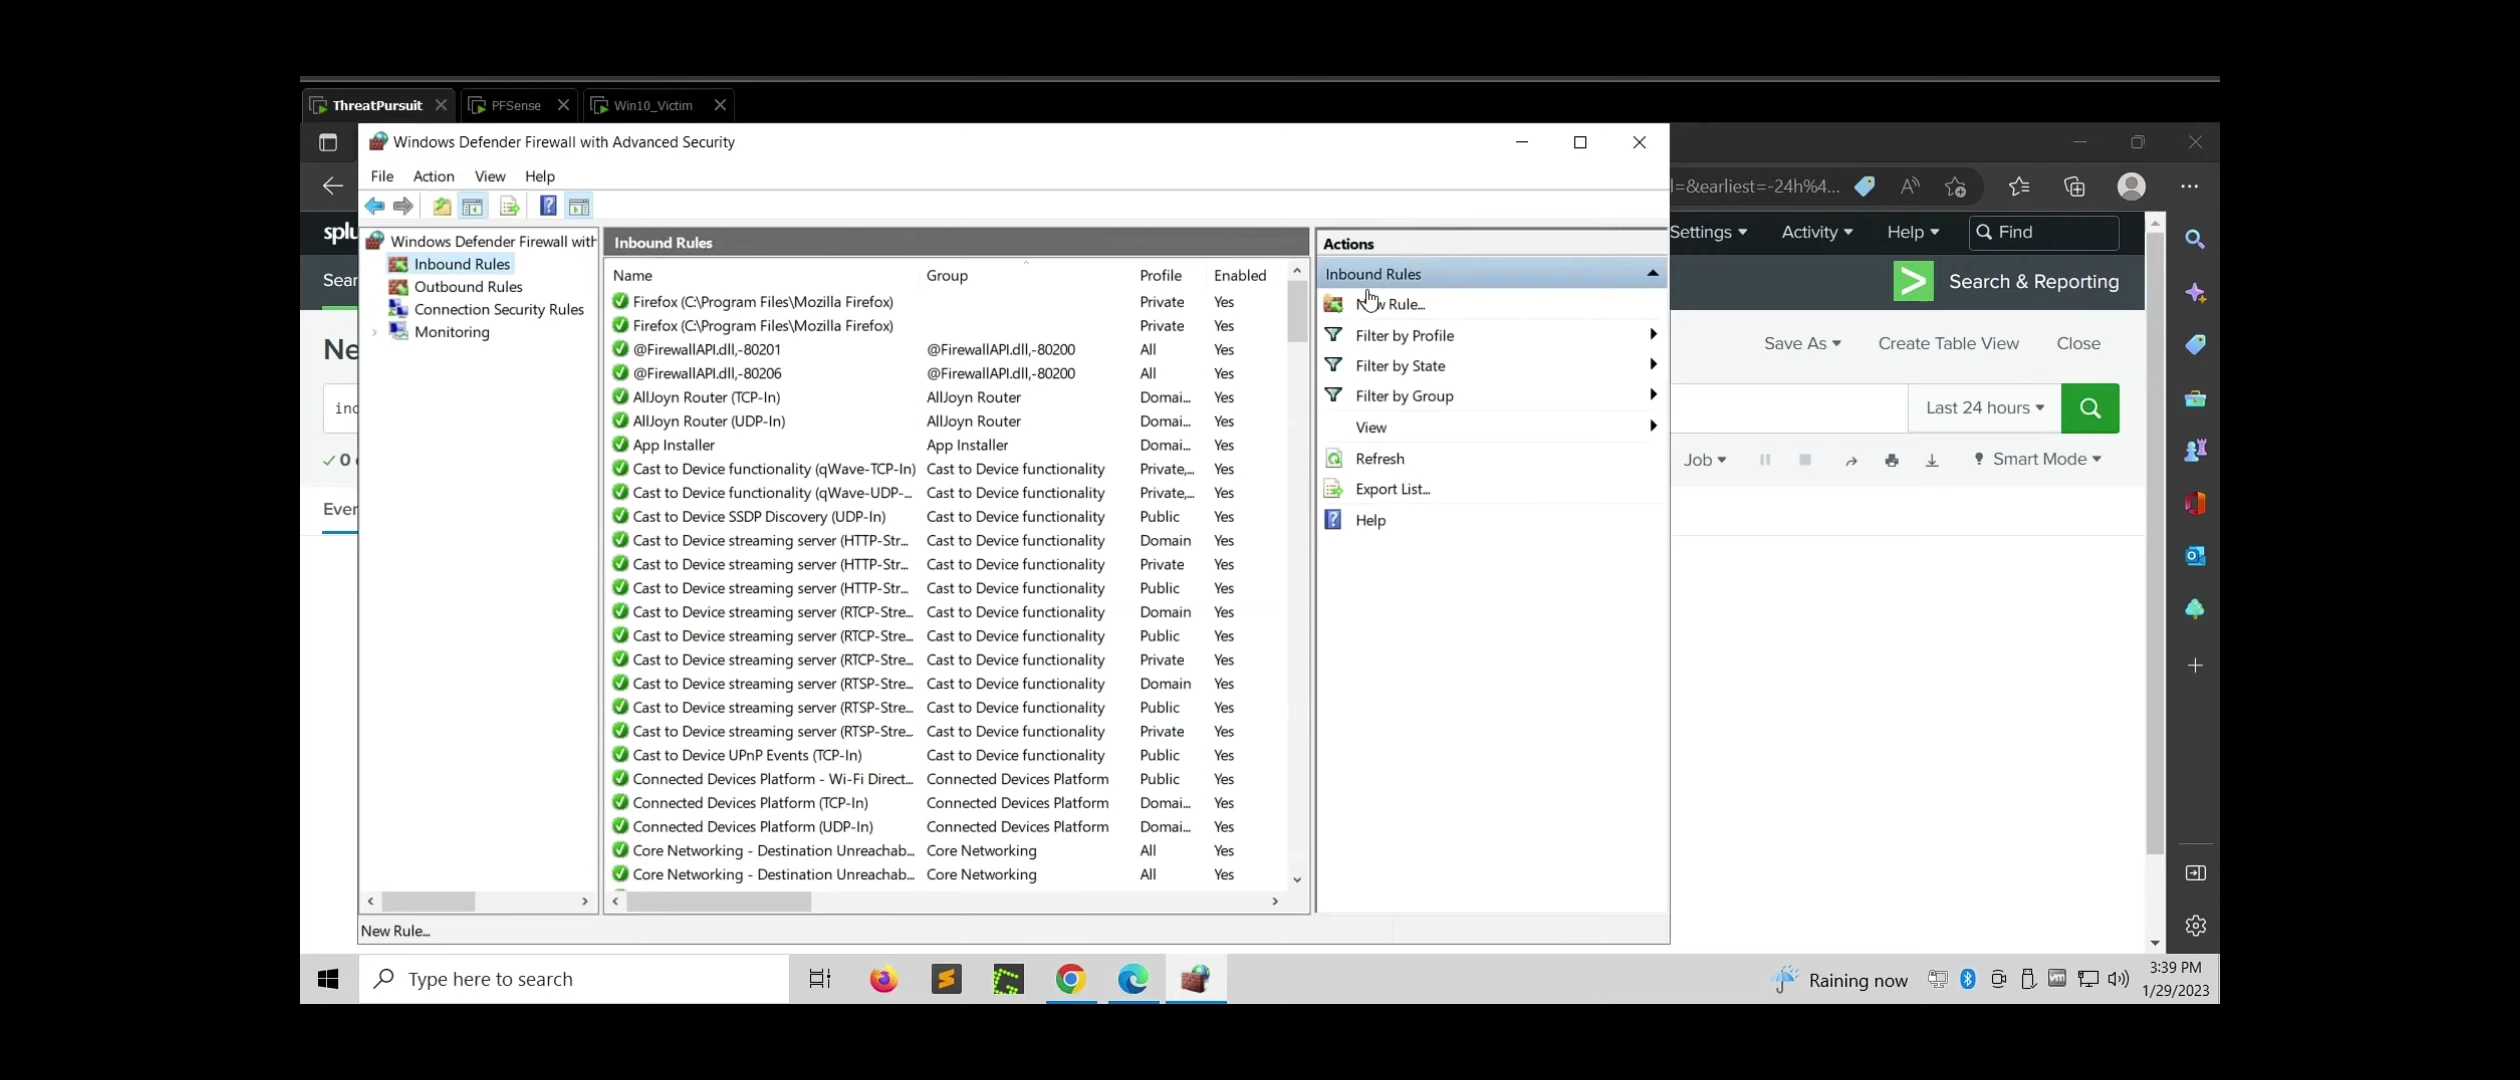 ThreatPursuit
PFSense
Win10_Victim
Windows Defender Firewall with Advanced Security
File Action View Help
Windows Defender Firewall with
Inbound Rules
Outbound Rules
Connection Security Rules
Monitoring
Inbound Rules
Name Group Profile Enabled
Firefox (C:\Program Files\Mozilla Firefox) Private Yes
Firefox (C:\Program Files\Mozilla Firefox) Private Yes
@FirewallAPI.dll,-80201 @FirewallAPI.dll,-80200 All Yes
@FirewallAPI.dll,-80206 @FirewallAPI.dll,-80200 All Yes
AllJoyn Router (TCP-In) AllJoyn Router Domai... Yes
AllJoyn Router (UDP-In) AllJoyn Router Domai... Yes
App Installer App Installer Domai... Yes
Cast to Device functionality (qWave-TCP-In) Cast to Device functionality Private,... Yes
Cast to Device functionality (qWave-UDP-... Cast to Device functionality Private,... Yes
Cast to Device SSDP Discovery (UDP-In) Cast to Device functionality Public Yes
Cast to Device streaming server (HTTP-Str... Cast to Device functionality Domain Yes
Cast to Device streaming server (HTTP-Str... Cast to Device functionality Private Yes
Cast to Device streaming server (HTTP-Str... Cast to Device functionality Public Yes
Cast to Device streaming server (RTCP-Stre... Cast to Device functionality Domain Yes
Cast to Device streaming server (RTCP-Stre... Cast to Device functionality Public Yes
Cast to Device streaming server (RTCP-Stre... Cast to Device functionality Private Yes
Cast to Device streaming server (RTSP-Stre... Cast to Device functionality Domain Yes
Cast to Device streaming server (RTSP-Stre... Cast to Device functionality Public Yes
Cast to Device streaming server (RTSP-Stre... Cast to Device functionality Private Yes
Cast to Device UPnP Events (TCP-In) Cast to Device functionality Public Yes
Connected Devices Platform - Wi-Fi Direct... Connected Devices Platform Public Yes
Connected Devices Platform (TCP-In) Connected Devices Platform Domai... Yes
Connected Devices Platform (UDP-In) Connected Devices Platform Domai... Yes
Core Networking - Destination Unreachab... Core Networking All Yes
Core Networking - Destination Unreachab... Core Networking All Yes
Actions
Inbound Rules
New Rule...
Filter by Profile
Filter by State
Filter by Group
View
Refresh
Export List...
Help
New Rule...
l=&earliest=-24h%4...
splu
Settings Activity Help Find
Sear
Search & Reporting
Ne
Save As Create Table View Close
ind
Last 24 hours
0
Job
Smart Mode
Ever
Type here to search
Raining now
3:39 PM
1/29/2023